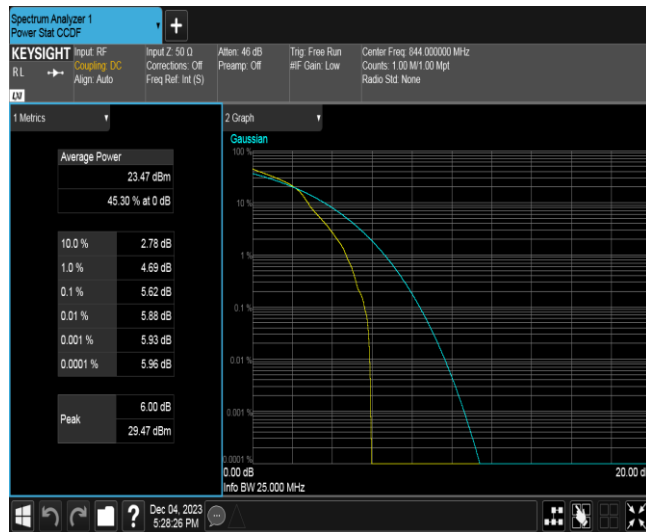 Spectrum Analyzer 1
Power Stat CCDF
+
KEYSIGHT
RL
LXI
Input: RF
Coupling: DC
Align: Auto
Input Z: 50 Ω
Corrections: Off
Freq Ref: Int (S)
Atten: 46 dB
Preamp: Off
Trig: Free Run
#IF Gain: Low
Center Freq: 844.000000 MHz
Counts: 1.00 M/1.00 Mpt
Radio Std: None
1 Metrics
Average Power
23.47 dBm
45.30 % at 0 dB
10.0 % 2.78 dB
1.0 % 4.69 dB
0.1 % 5.62 dB
0.01 % 5.88 dB
0.001 % 5.93 dB
0.0001 % 5.96 dB
Peak
6.00 dB
29.47 dBm
2 Graph
Gaussian
100 %
10 %
1 %
0.1 %
0.01 %
0.001 %
0.0001 %
0.00 dB
20.00 d
Info BW 25.000 MHz
?
Dec 04, 2023
5:28:26 PM